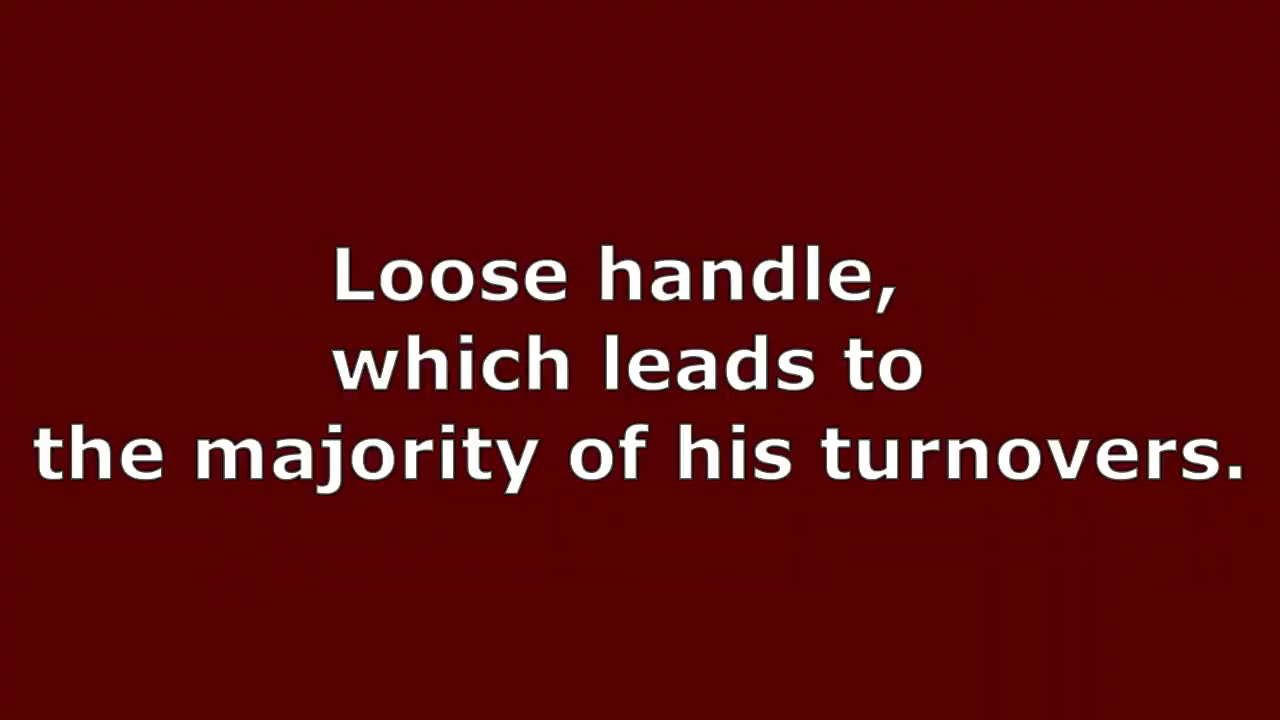 Loose handle,
which leads to
the majority of his turnovers.